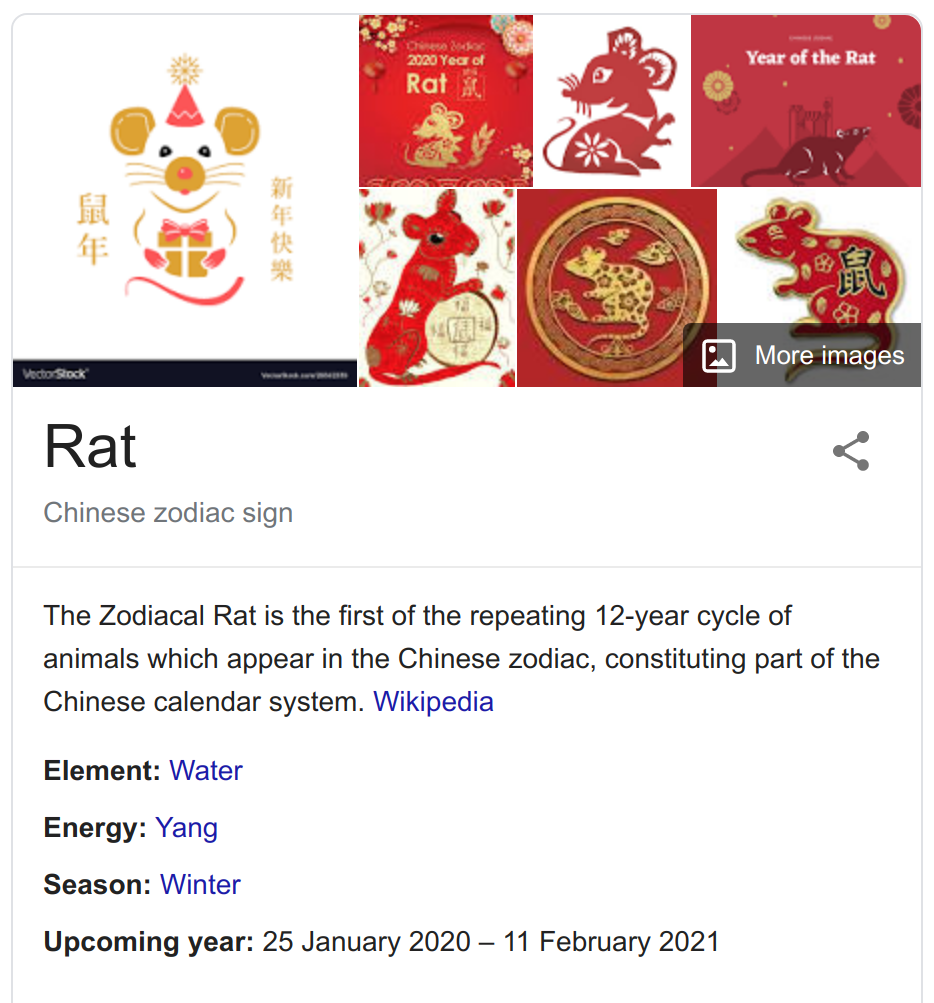 鼠年
新年快樂
VectorStock®
Chinese Zodiac
2020 Year of
Rat 鼠
CHINESE ZODIAC
Year of the Rat
福
福 鼠 福
福
鼠
More images
Rat
Chinese zodiac sign
The Zodiacal Rat is the first of the repeating 12-year cycle of
animals which appear in the Chinese zodiac, constituting part of the
Chinese calendar system. Wikipedia
Element: Water
Energy: Yang
Season: Winter
Upcoming year: 25 January 2020 – 11 February 2021